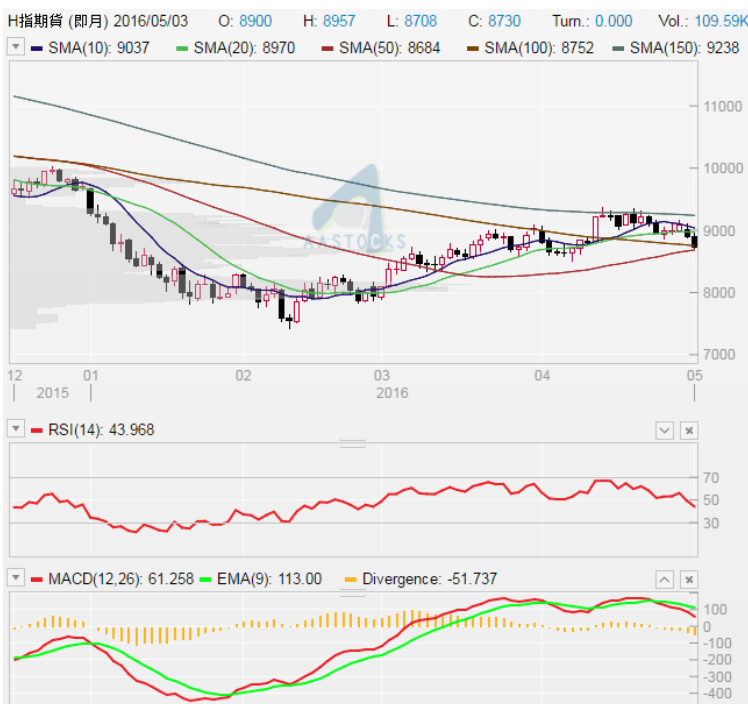 H指期貨 (即月) 2016/05/03 O: 8900 H: 8957 L: 8708 C: 8730 Turn.: 0.000 Vol.: 109.59K
SMA(10): 9037 SMA(20): 8970 SMA(50): 8684 SMA(100): 8752 SMA(150): 9238
11000
10000
AASTOCKS
9000
8000
7000
12 01 02 03 04 05
2015 2016
RSI(14): 43.968
70
50
30
MACD(12,26): 61.258 EMA(9): 113.00 Divergence: -51.737
100
0
-100
-200
-300
-400